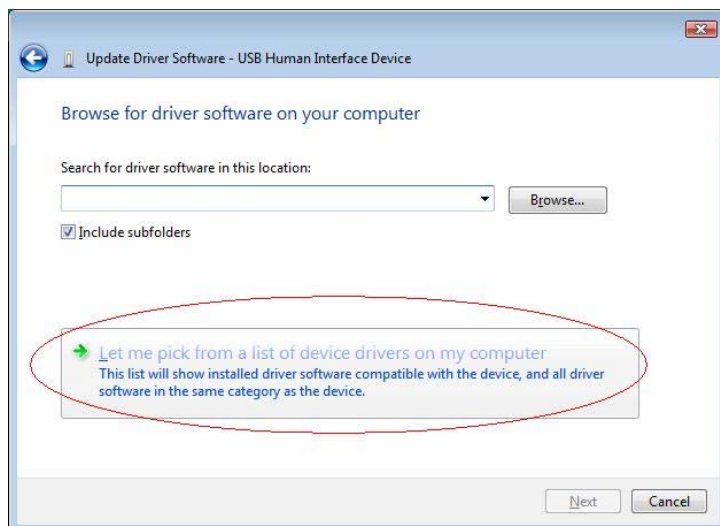 Update Driver Software - USB Human Interface Device
Browse for driver software on your computer
Search for driver software in this location:
Browse...
Include subfolders
Let me pick from a list of device drivers on my computer
This list will show installed driver software compatible with the device, and all driver
software in the same category as the device.
Next
Cancel